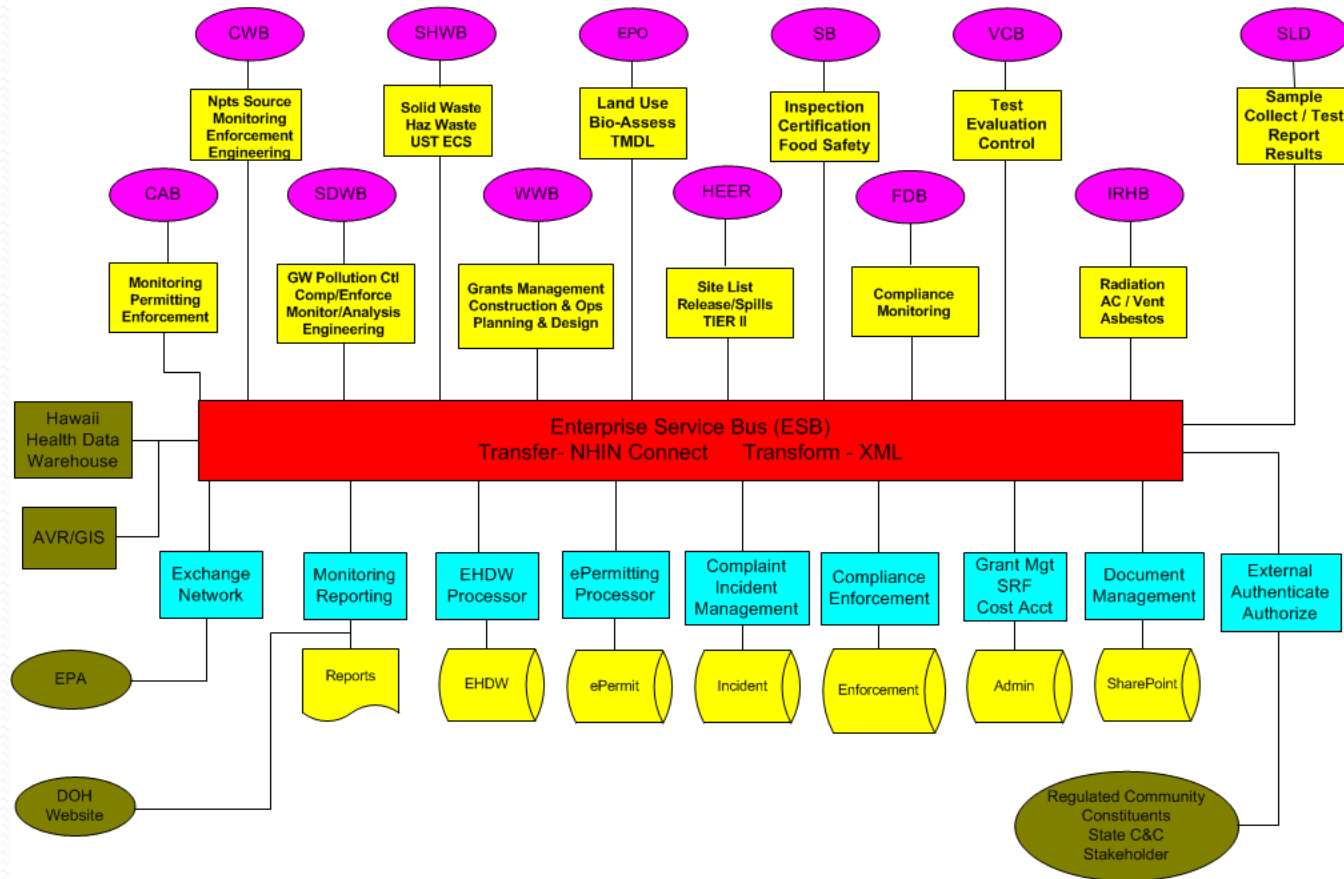 CWB
SHWB
EPO
SB
VCB
SLD
Npts Source
Monitoring
Enforcement
Engineering
Solid Waste
Haz Waste
UST ECS
Land Use
Bio-Assess
TMDL
Inspection
Certification
Food Safety
Test
Evaluation
Control
Sample
Collect / Test
Report
Results
CAB
SDWB
WWB
HEER
FDB
IRHB
Monitoring
Permitting
Enforcement
GW Pollution Ctl
Comp/Enforce
Monitor/Analysis
Engineering
Grants Management
Construction & Ops
Planning & Design
Site List
Release/Spills
TIER II
Compliance
Monitoring
Radiation
AC / Vent
Asbestos
Hawaii
Health Data
Warehouse
Enterprise Service Bus (ESB)
Transfer- NHIN Connect Transform - XML
AVR/GIS
Exchange
Network
Monitoring
Reporting
EHDW
Processor
ePermitting
Processor
Complaint
Incident
Management
Compliance
Enforcement
Grant Mgt
SRF
Cost Acct
Document
Management
External
Authenticate
Authorize
EPA
Reports
EHDW
ePermit
Incident
Enforcement
Admin
SharePoint
DOH
Website
Regulated Community
Constituents
State C&C
Stakeholder